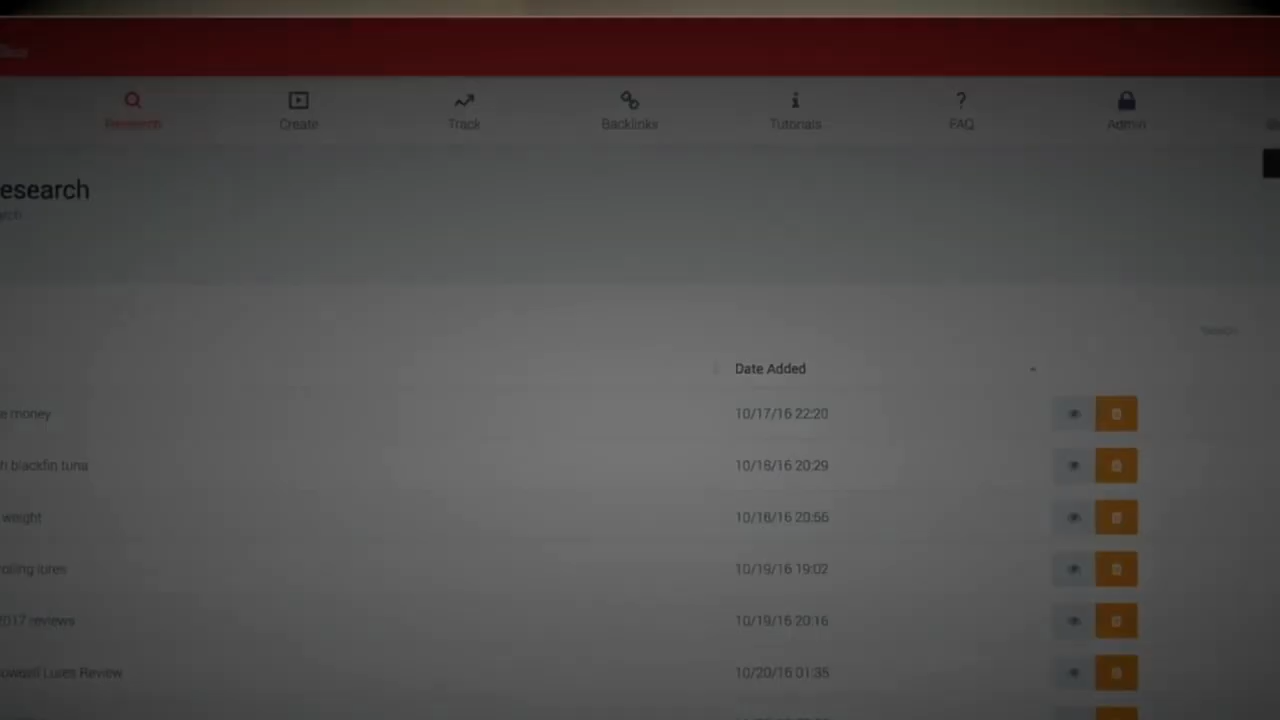 Research Create Track Backlinks Tutorials FAQ Admin
esearch
Date Added
e money 10/17/16 22:20
h blackfin tuna 10/18/16 20:29
weight 10/18/16 20:56
olling lures 10/19/16 19:02
2017 reviews 10/19/16 20:16
Lures Review 10/20/16 01:35